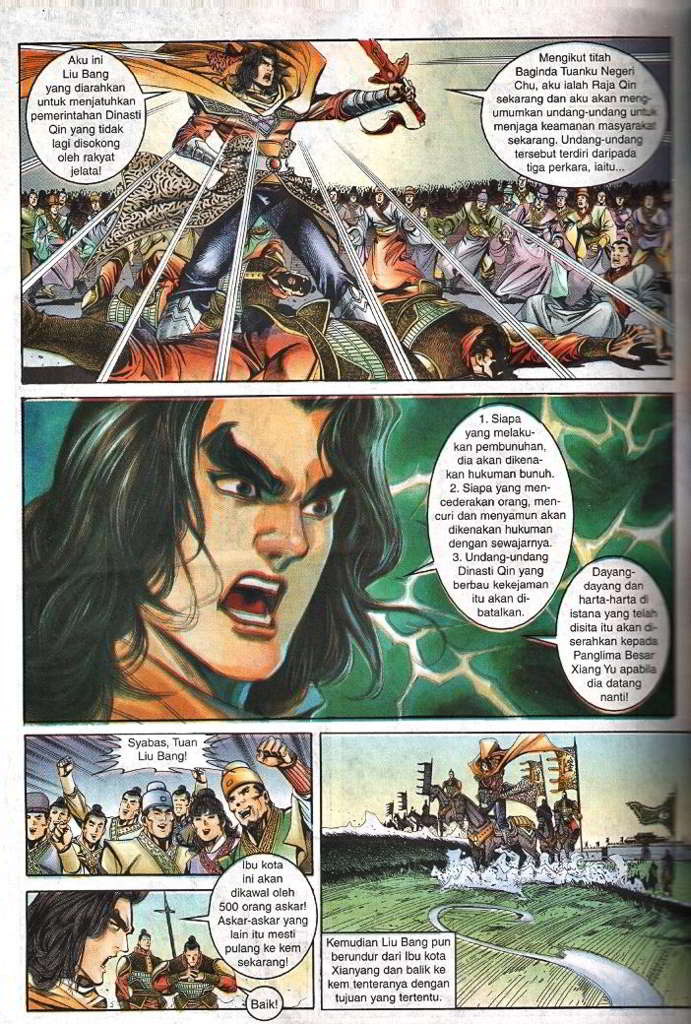 Aku ini
Liu Bang
yang diarahkan
untuk menjatuhkan
pemerintahan Dinasti
Qin yang tidak
lagi disokong
oleh rakyat
jelata!
Mengikut titah
Baginda Tuanku Negeri
Chu, aku ialah Raja Qin
sekarang dan aku akan meng-
umumkan undang-undang untuk
menjaga keamanan masyarakat
sekarang. Undang-undang
tersebut terdiri daripada
tiga perkara, iaitu...
1. Siapa
yang melaku-
kan pembunuhan,
dia akan dikena-
kan hukuman bunuh.
2. Siapa yang men-
cederakan orang, men-
curi dan menyamun akan
dikenakan hukuman
dengan sewajarnya.
3. Undang-undang
Dinasti Qin yang
berbau kekejaman
itu akan di-
batalkan.
Dayang-
dayang dan
harta-harta di
istana yang telah
disita itu akan di-
serahkan kepada
Panglima Besar
Xiang Yu apabila
dia datang
nanti!
Syabas, Tuan
Liu Bang!
Ibu kota
ini akan
dikawal oleh
500 orang askar!
Askar-askar yang
lain itu mesti
pulang ke kem
sekarang!
Baik!
Kemudian Liu Bang pun
berundur dari Ibu kota
Xianyang dan balik ke
kem tenteranya dengan
tujuan yang tertentu.